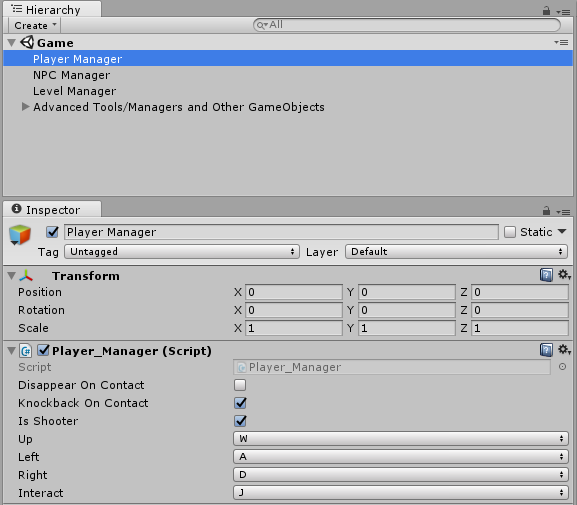 Hierarchy
Create All
Game
Player Manager
NPC Manager
Level Manager
Advanced Tools/Managers and Other GameObjects
Inspector
Player Manager Static
Tag Untagged Layer Default
Transform
Position X 0 Y 0 Z 0
Rotation X 0 Y 0 Z 0
Scale X 1 Y 1 Z 1
Player_Manager (Script)
Script Player_Manager
Disappear On Contact
Knockback On Contact
Is Shooter
Up W
Left A
Right D
Interact J